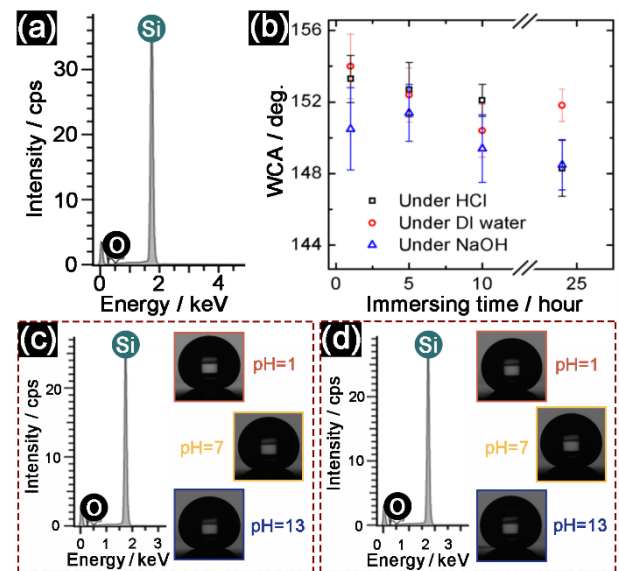 (a)
Si
O
30
20
10
0
Intensity / cps
0 2 4
Energy / keV
(b)
156
152
148
144
WCA / deg.
Under HCl
Under DI water
Under NaOH
0 5 10 25
Immersing time / hour
(c)
Si
O
20
10
0
Intensity / cps
0 1 2 3
Energy / keV
pH=1
pH=7
pH=13
(d)
Si
O
20
10
0
Intensity / cps
0 1 2 3
Energy / keV
pH=1
pH=7
pH=13